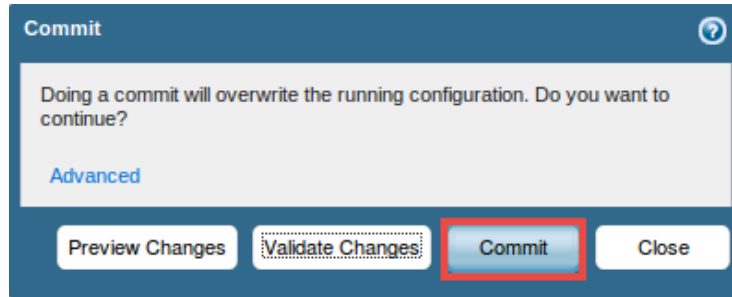 Commit
Doing a commit will overwrite the running configuration. Do you want to
continue?
Advanced
Preview Changes Validate Changes Commit Close